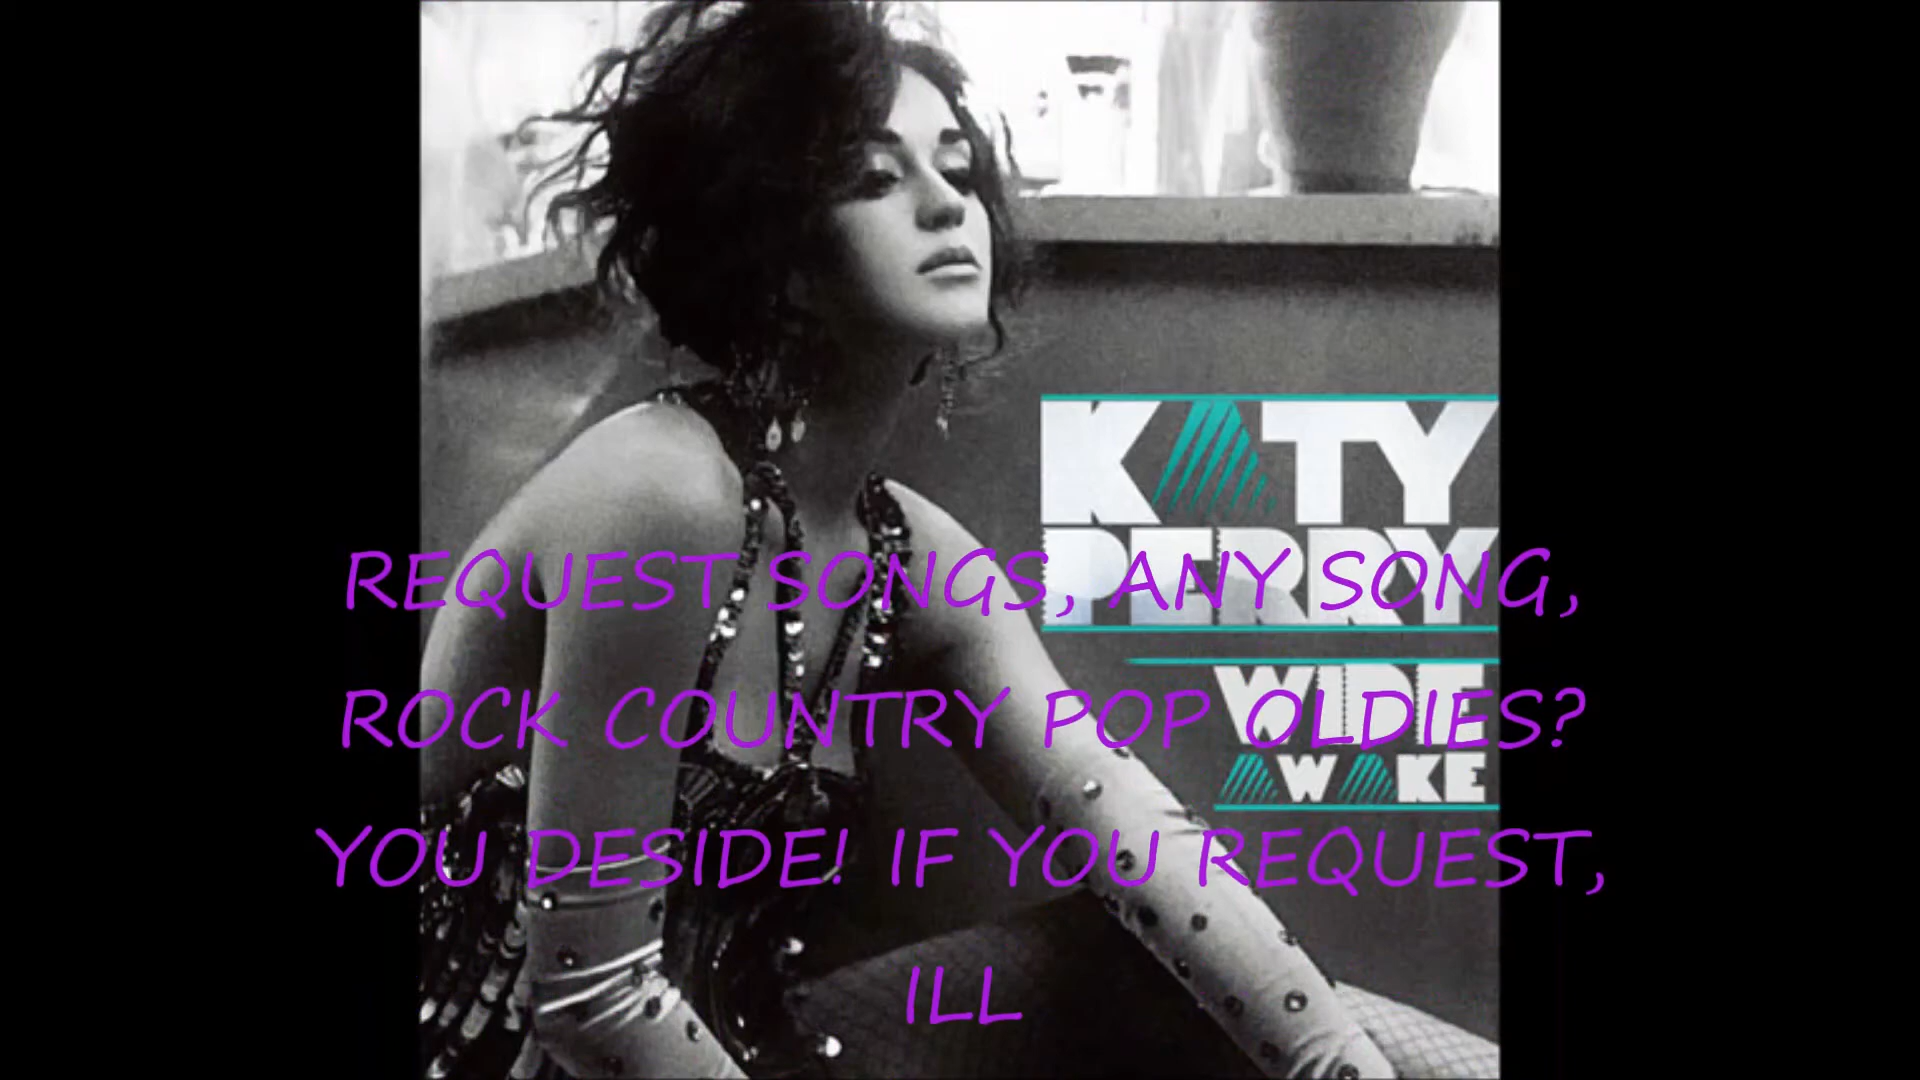 KATY
PERRY
WIDE
AWAKE
REQUEST SONGS, ANY SONG,
ROCK COUNTRY POP OLDIES?
YOU DESIDE! IF YOU REQUEST,
ILL